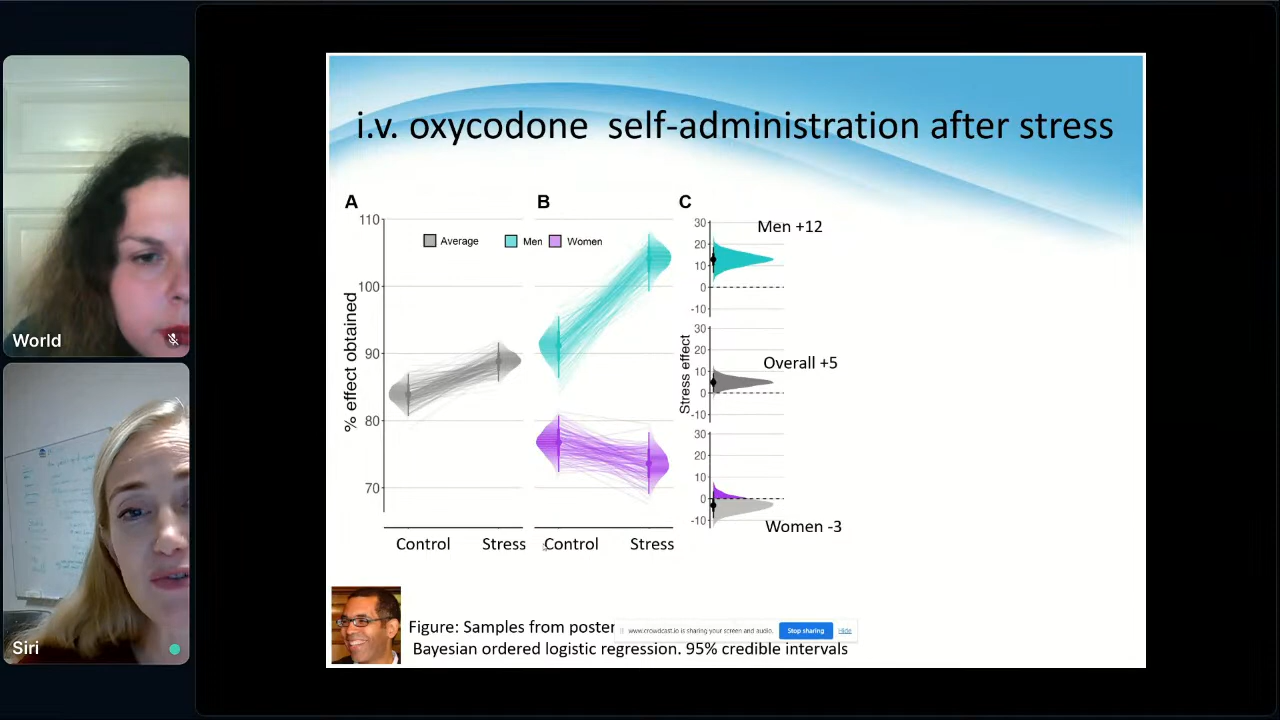 i.v. oxycodone self-administration after stress
A
B
C
110
100
90
80
70
% effect obtained
Average
Men
Women
Control
Stress
Control
Stress
Stress effect
30
20
10
0
-10
Men +12
30
20
10
0
-10
Overall +5
30
20
10
0
-10
Women -3
Figure: Samples from poster
Bayesian ordered logistic regression. 95% credible intervals
www.crowdcast.io is sharing your screen and audio.
Stop sharing
Hide
World
Siri